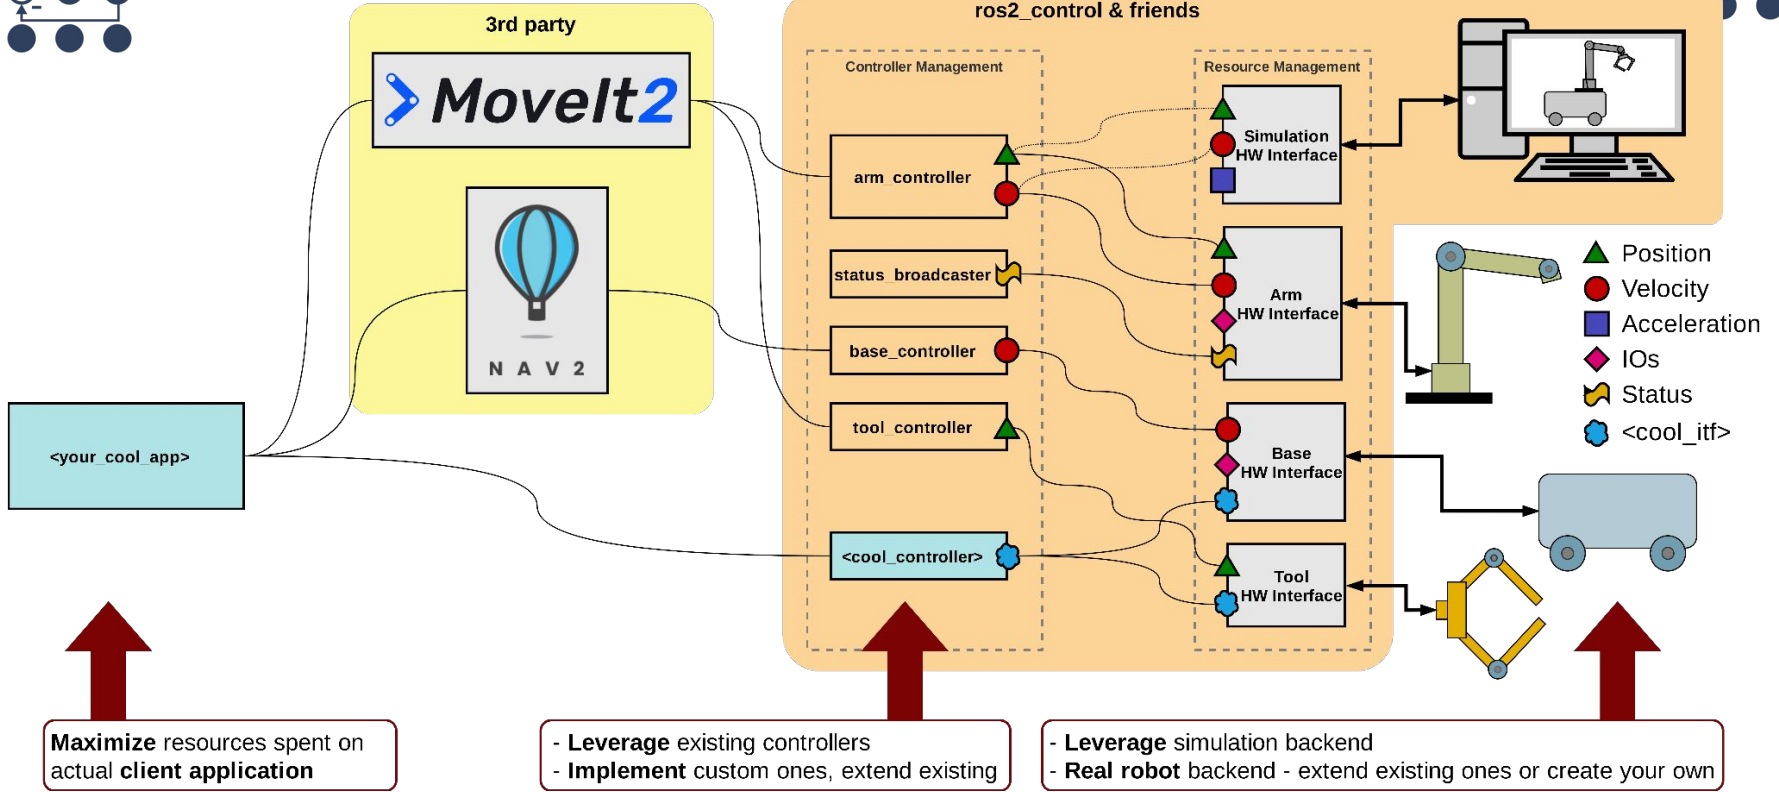 3rd party
ros2_control & friends
MoveIt2
NAV2
<your_cool_app>
Controller Management
arm_controller
status_broadcaster
base_controller
tool_controller
<cool_controller>
Resource Management
Simulation
HW Interface
Arm
HW Interface
Base
HW Interface
Tool
HW Interface
Position
Velocity
Acceleration
IOs
Status
<cool_itf>
Maximize resources spent on
actual client application
- Leverage existing controllers
- Implement custom ones, extend existing
- Leverage simulation backend
- Real robot backend - extend existing ones or create your own